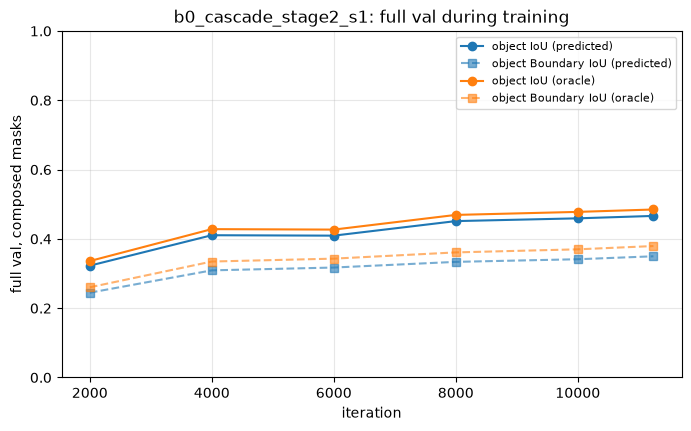 b0_cascade_stage2_s1: full val during training
full val, composed masks
1.0
0.8
0.6
0.4
0.2
0.0
object IoU (predicted)
object Boundary IoU (predicted)
object IoU (oracle)
object Boundary IoU (oracle)
2000 4000 6000 8000 10000
iteration